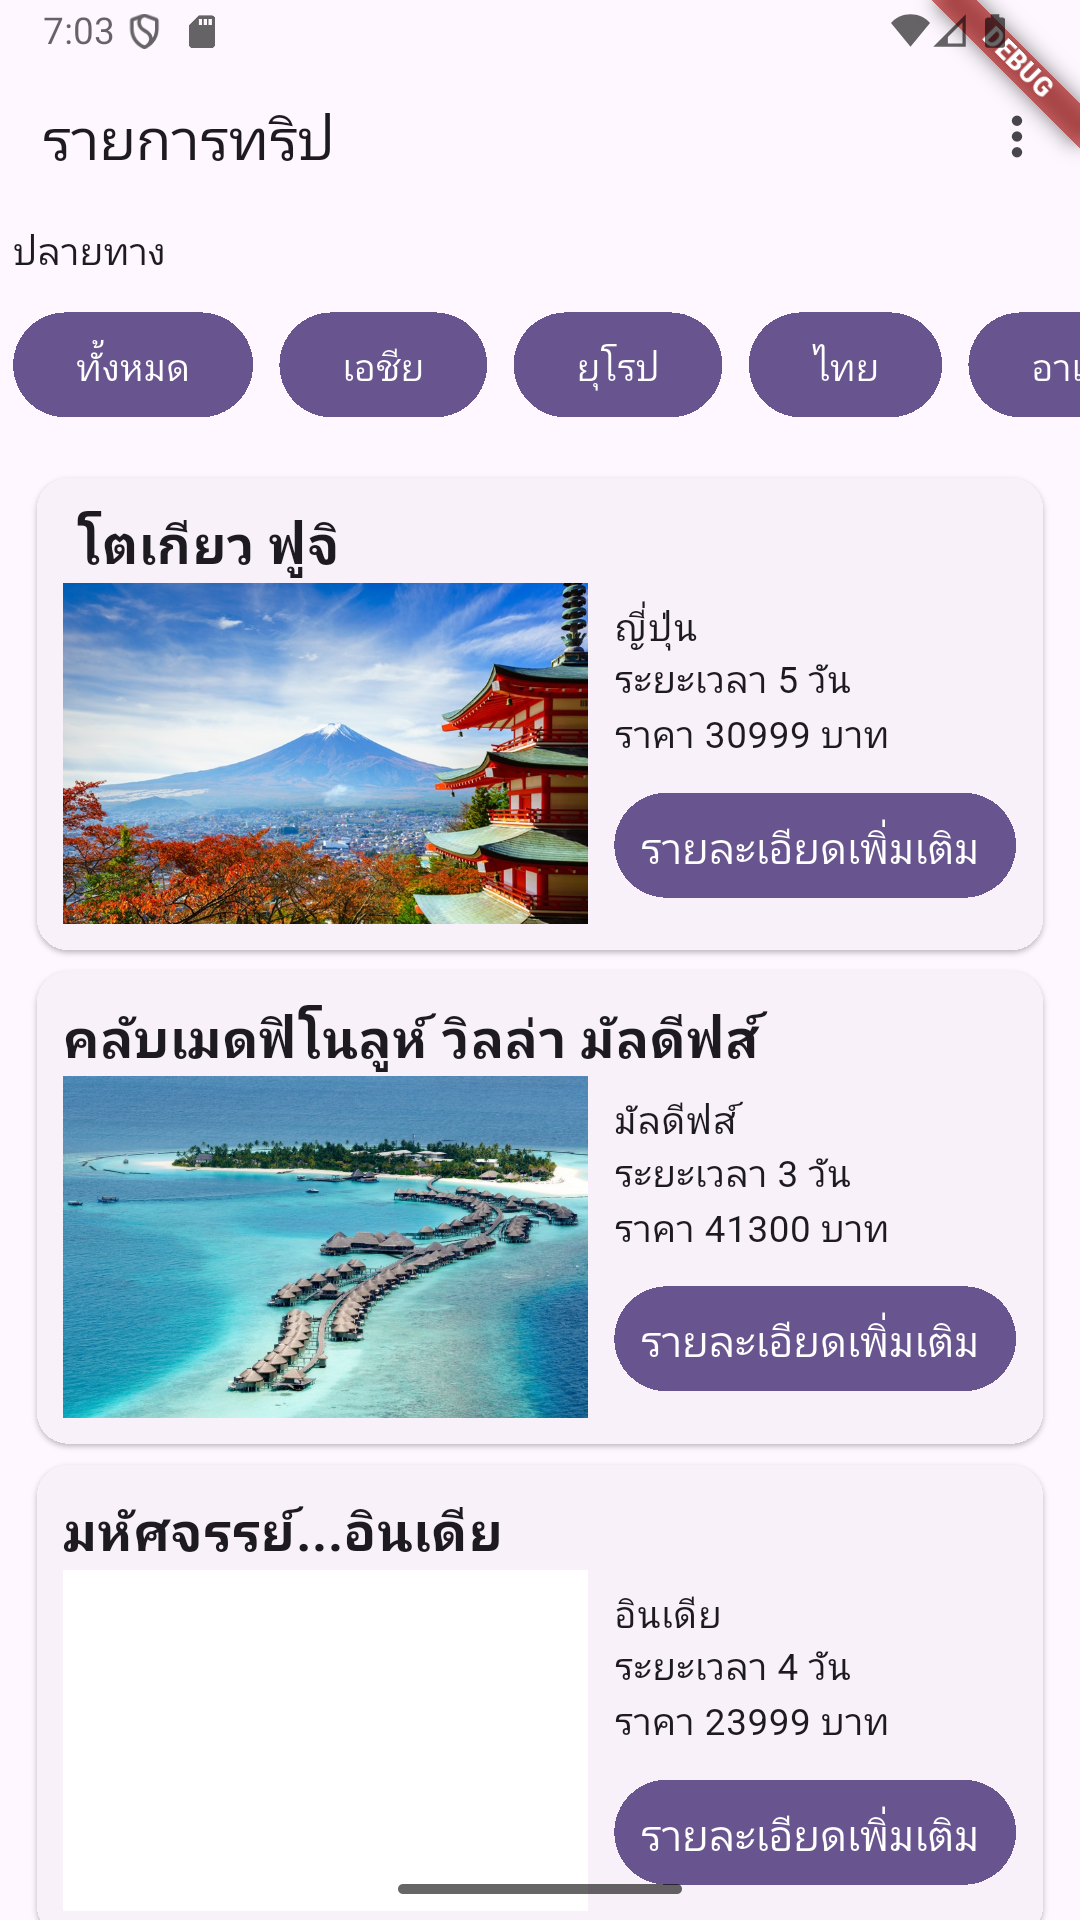 7:03
DEBUG
รายการทริป
ปลายทาง
ทั้งหมด
เอเชีย
ยุโรป
ไทย
โตเกียว ฟูจิ
ญี่ปุ่น
ระยะเวลา 5 วัน
ราคา 30999 บาท
รายละเอียดเพิ่มเติม
คลับเมดฟิโนลูห์ วิลล่า มัลดีฟส์
มัลดีฟส์
ระยะเวลา 3 วัน
ราคา 41300 บาท
รายละเอียดเพิ่มเติม
มหัศจรรย์...อินเดีย
อินเดีย
ระยะเวลา 4 วัน
ราคา 23999 บาท
รายละเอียดเพิ่มเติม